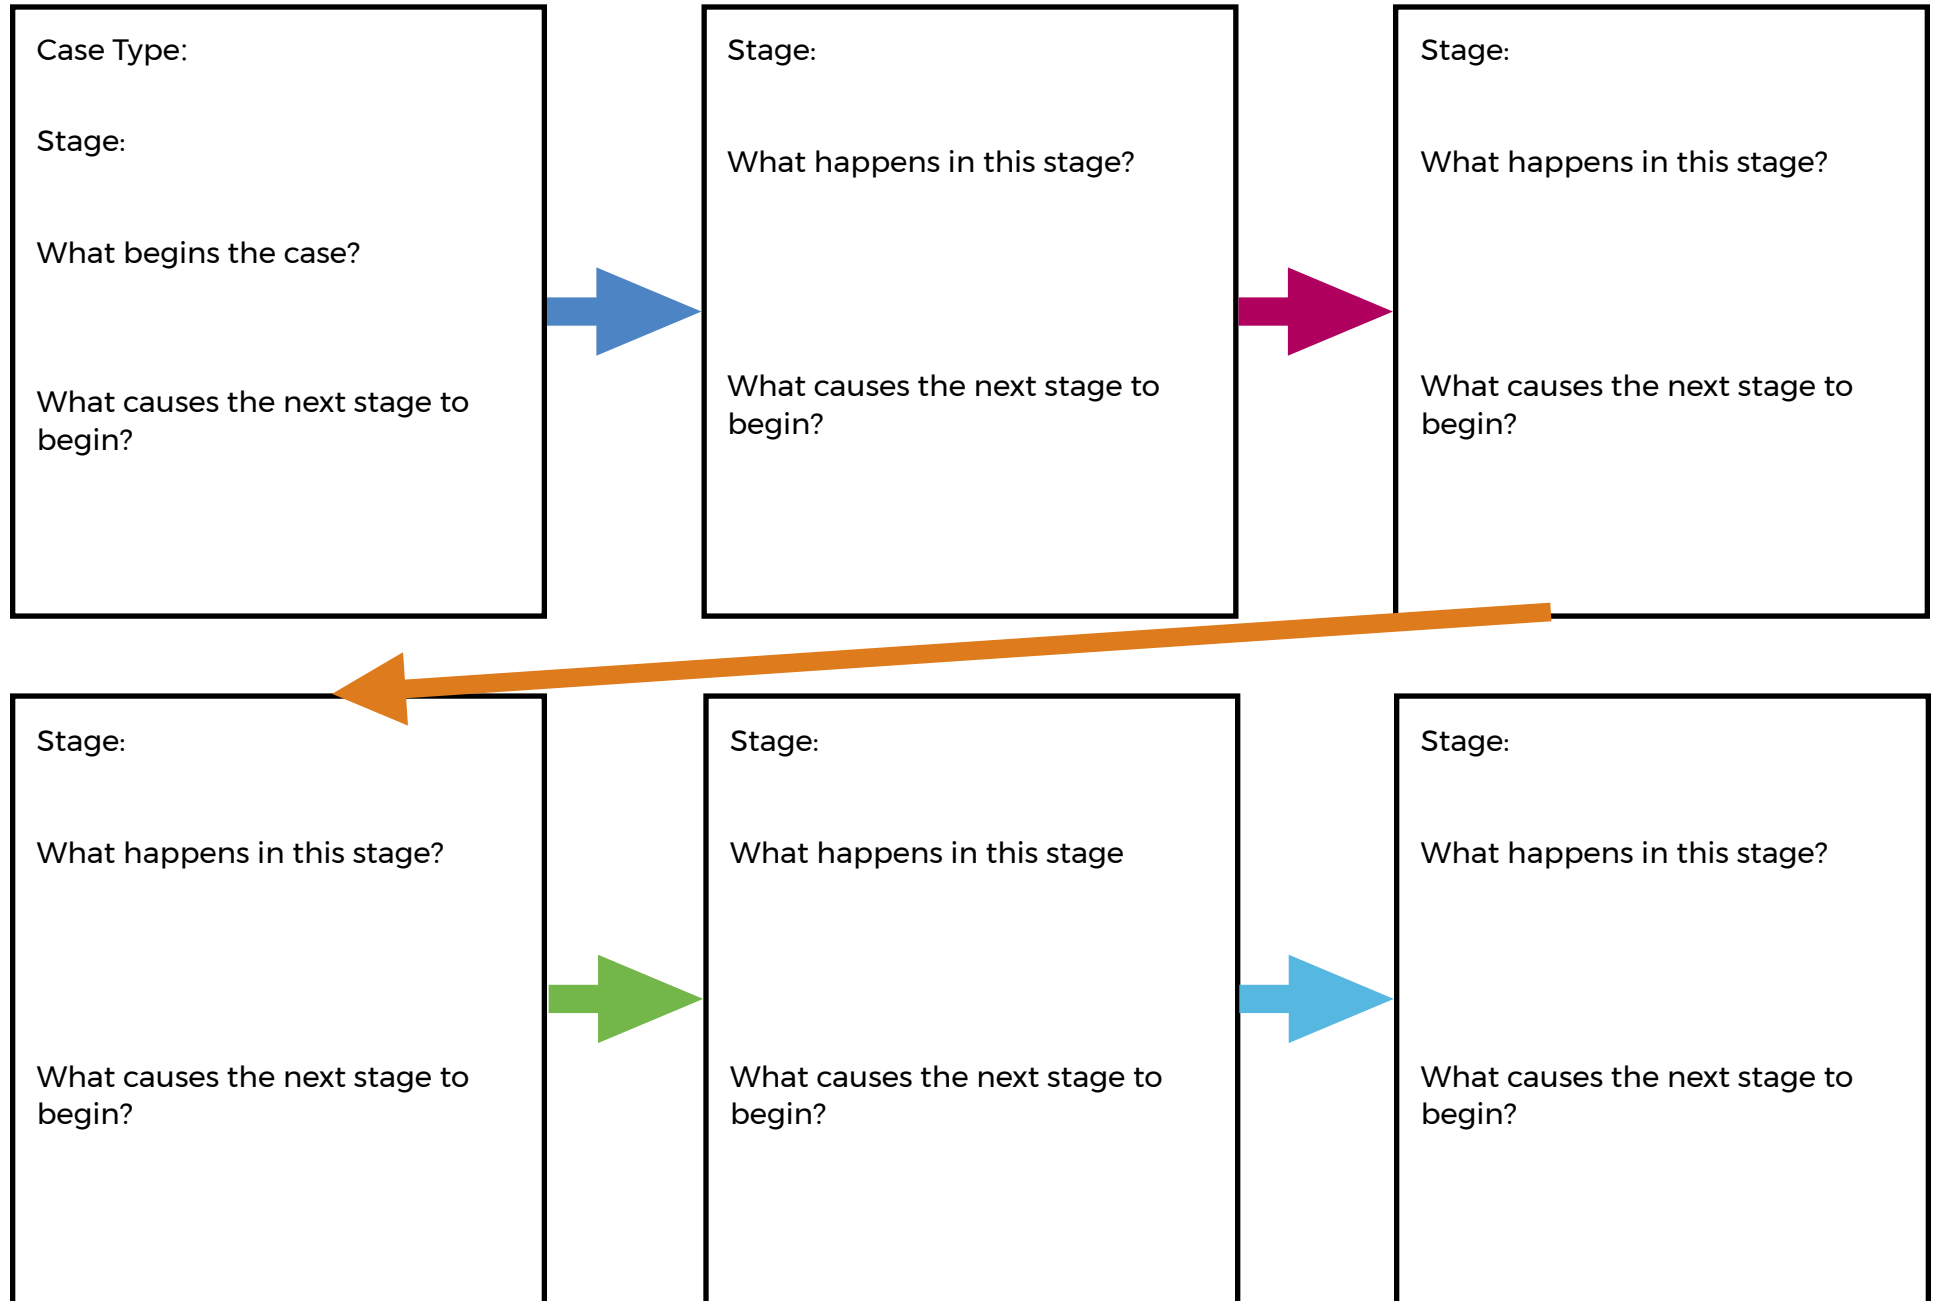 Case Type:
Stage:
What begins the case?
What causes the next stage to
begin?
Stage:
What happens in this stage?
What causes the next stage to
begin?
Stage:
What happens in this stage?
What causes the next stage to
begin?
Stage:
What happens in this stage?
What causes the next stage to
begin?
Stage:
What happens in this stage
What causes the next stage to
begin?
Stage:
What happens in this stage?
What causes the next stage to
begin?